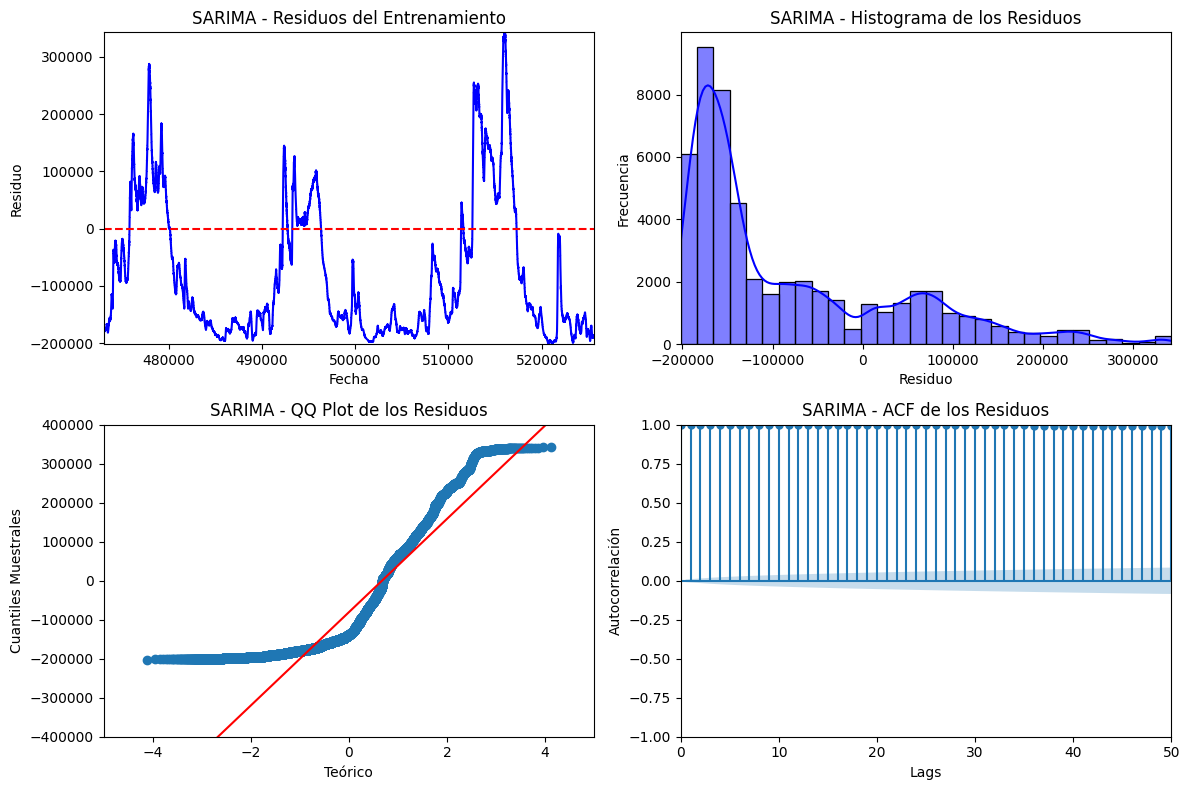 SARIMA - Residuos del Entrenamiento
Residuo
300000
200000
100000
0
−100000
−200000
480000 490000 500000 510000 520000
Fecha
SARIMA - Histograma de los Residuos
Frecuencia
8000
6000
4000
2000
0
−200000 −100000 0 100000 200000 300000
Residuo
SARIMA - QQ Plot de los Residuos
Cuantiles Muestrales
400000
300000
200000
100000
0
−100000
−200000
−300000
−400000
−4 −2 0 2 4
Teórico
SARIMA - ACF de los Residuos
Autocorrelación
1.00
0.75
0.50
0.25
0.00
−0.25
−0.50
−0.75
−1.00
0 10 20 30 40 50
Lags